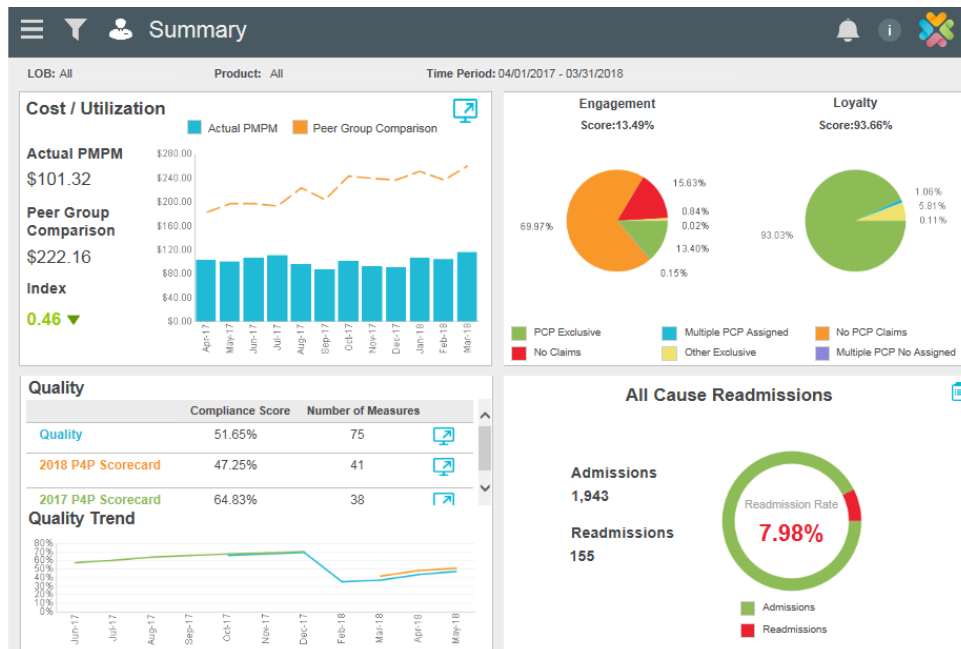 Summary
i
LOB: All Product: All Time Period: 04/01/2017 - 03/31/2018
Cost / Utilization
Actual PMPM Peer Group Comparison
Actual PMPM
$101.32
Peer Group
Comparison
$222.16
Index
0.46
$280.00
$240.00
$200.00
$160.00
$120.00
$80.00
$40.00
$0.00
Apr-17 May-17 Jun-17 Jul-17 Aug-17 Sep-17 Oct-17 Nov-17 Dec-17 Jan-18 Feb-18 Mar-18
Engagement
Score:13.49%
69.97%
15.63%
0.84%
0.02%
13.40%
0.15%
Loyalty
Score:93.66%
93.03%
1.06%
5.81%
0.11%
PCP Exclusive Multiple PCP Assigned No PCP Claims
No Claims Other Exclusive Multiple PCP No Assigned
Quality
Compliance Score Number of Measures
Quality 51.65% 75
2018 P4P Scorecard 47.25% 41
2017 P4P Scorecard 64.83% 38
Quality Trend
80%
70%
60%
50%
40%
30%
20%
10%
0%
Jun-17 Jul-17 Aug-17 Sep-17 Oct-17 Nov-17 Dec-17 Feb-18 Mar-18 Apr-18 May-18
All Cause Readmissions
Admissions
1,943
Readmissions
155
Readmission Rate
7.98%
Admissions
Readmissions